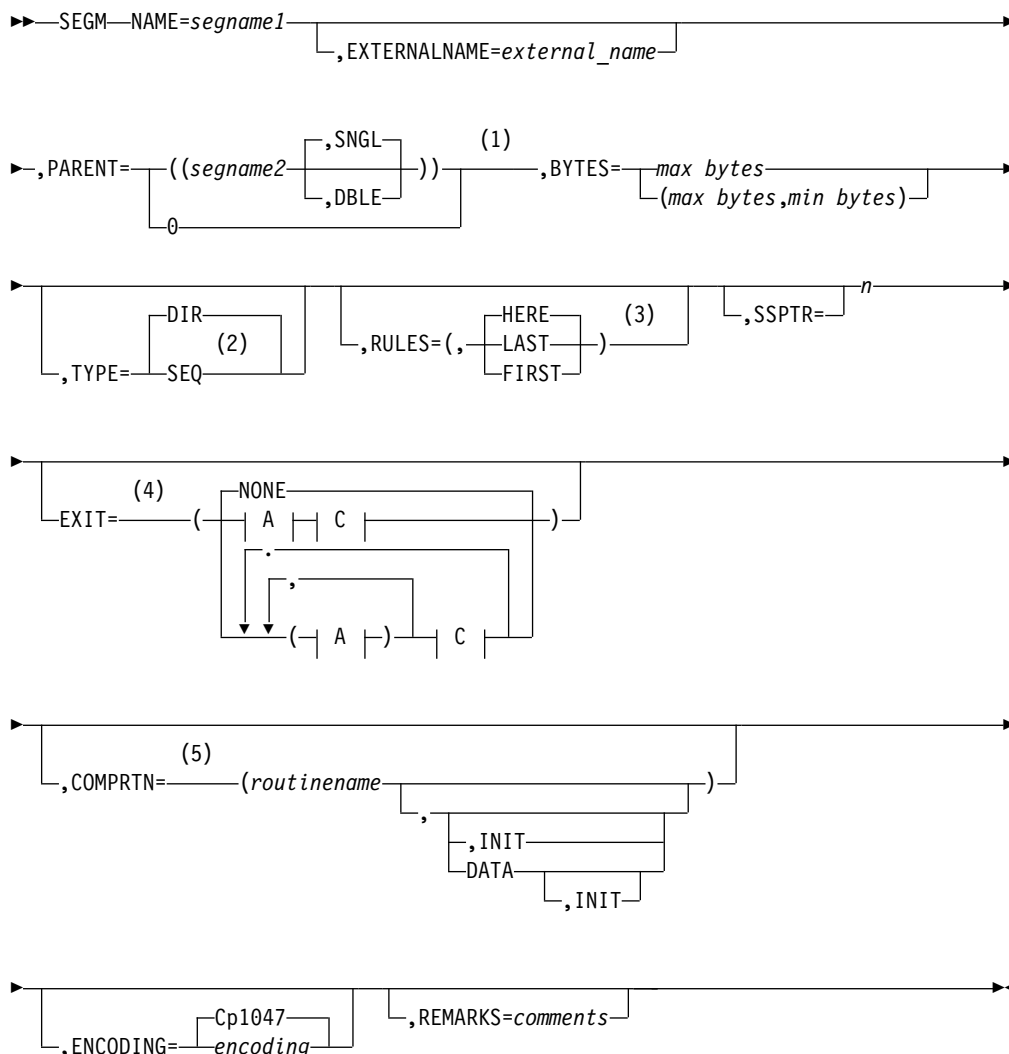 SEGM NAME=segname1
,EXTERNALNAME=external_name
,PARENT= ((segname2 ,SNGL )) (1) ,BYTES= max bytes
,DBLE (max bytes,min bytes)
0
DIR HERE (3) n
(2) ,RULES=(, LAST ) ,SSPTR=
,TYPE= SEQ FIRST
(4) NONE
EXIT= ( A C )
.
,
( A ) C
(5)
,COMPRTN= (routinename )
,
,INIT
DATA
,INIT
Cp1047 ,REMARKS=comments
,ENCODING= encoding